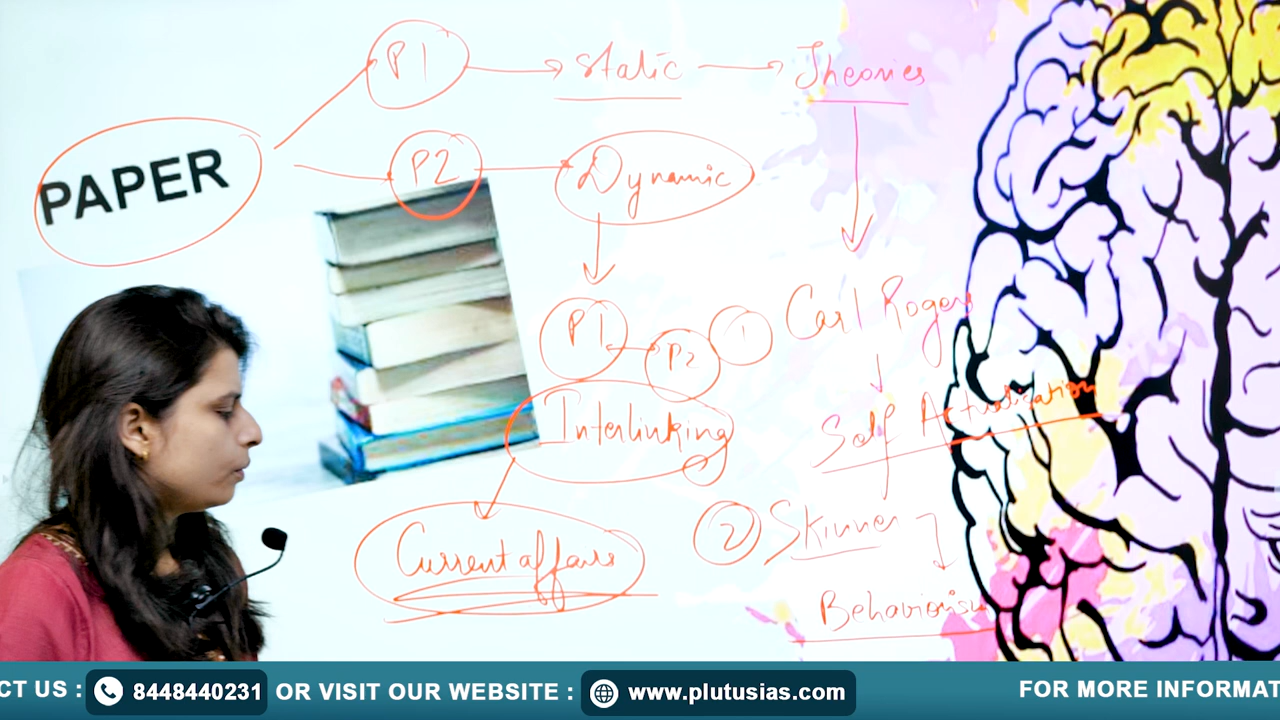 P1 → Static → Theories
PAPER
P2 → Dynamic
P1 → P2
Interlinking
Current affairs
1 Carl Rogers
Self Actualization
2 Skinner
Behaviorism
CT US : 8448440231 OR VISIT OUR WEBSITE : www.plutusias.com FOR MORE INFORMAT